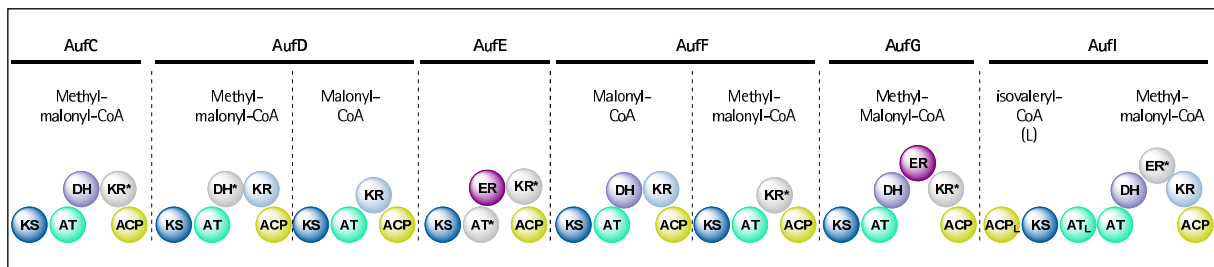 AufC AufD AufE AufF AufG AufI
Methyl- Methyl- Malonyl- Malonyl- Methyl- Methyl- isovaleryl- Methyl-
malonyl-CoA malonyl-CoA CoA CoA malonyl-CoA Malonyl-CoA CoA malonyl-CoA
(L)
ER ER*
DH KR* DH* KR KR ER KR* DH KR KR* DH KR* DH KR
KS AT ACP KS AT ACP KS AT ACP KS AT* ACP KS AT ACP KS AT ACP KS AT ACP ACPL KS ATL AT ACP